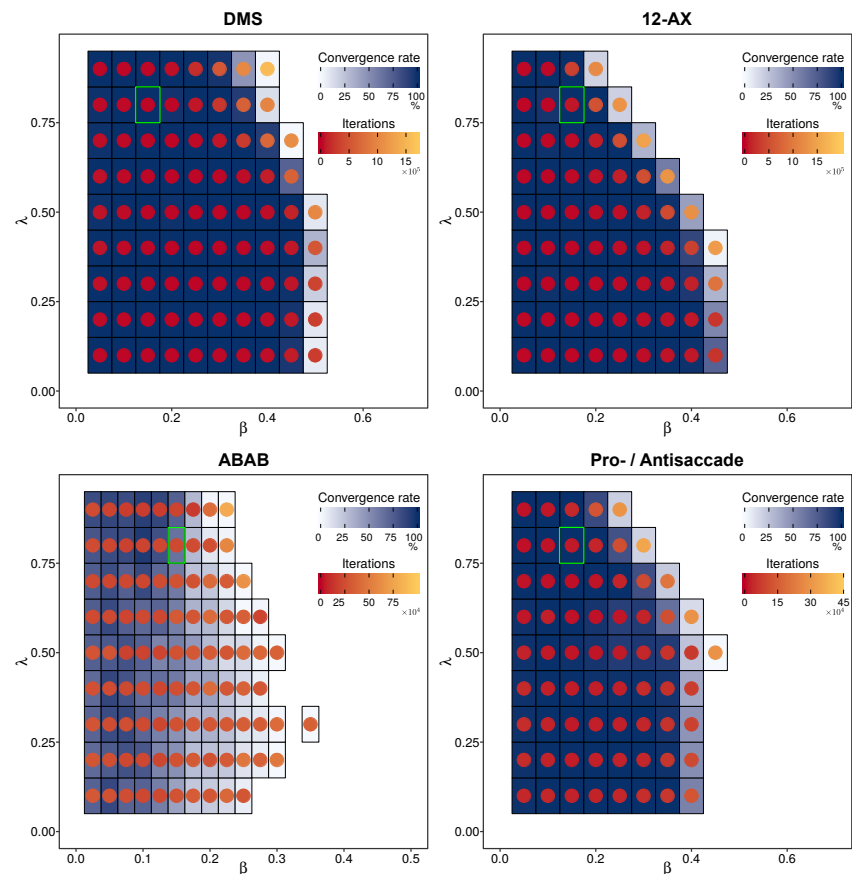 DMS
Convergence rate
0 25 50 75 100
%
Iterations
0 5 10 15
×10⁵
0.75
0.50
0.25
0.00
λ
0.0 0.2 0.4 0.6
β
12-AX
Convergence rate
0 25 50 75 100
%
Iterations
0 5 10 15
×10⁵
0.75
0.50
0.25
0.00
λ
0.0 0.2 0.4 0.6
β
ABAB
Convergence rate
0 25 50 75 100
%
Iterations
0 25 50 75
×10⁴
0.75
0.50
0.25
0.00
λ
0.0 0.1 0.2 0.3 0.4 0.5
β
Pro- / Antisaccade
Convergence rate
0 25 50 75 100
%
Iterations
0 15 30 45
×10⁴
0.75
0.50
0.25
0.00
λ
0.0 0.2 0.4 0.6
β